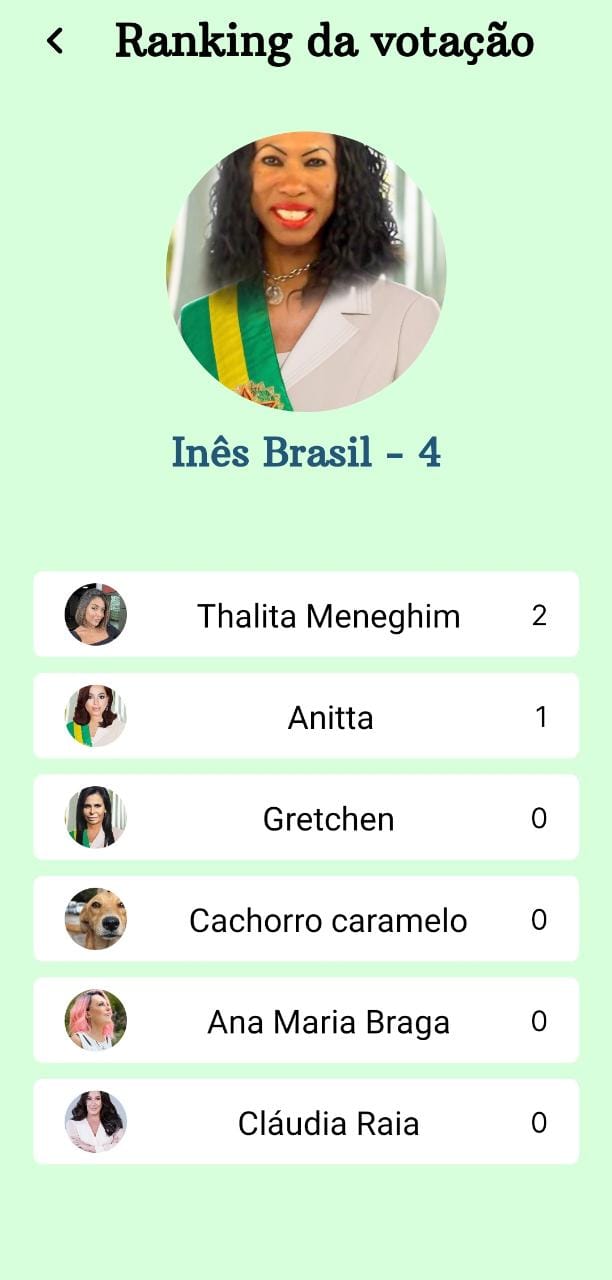 Ranking da votação
Inês Brasil - 4
Thalita Meneghim 2
Anitta 1
Gretchen 0
Cachorro caramelo 0
Ana Maria Braga 0
Cláudia Raia 0